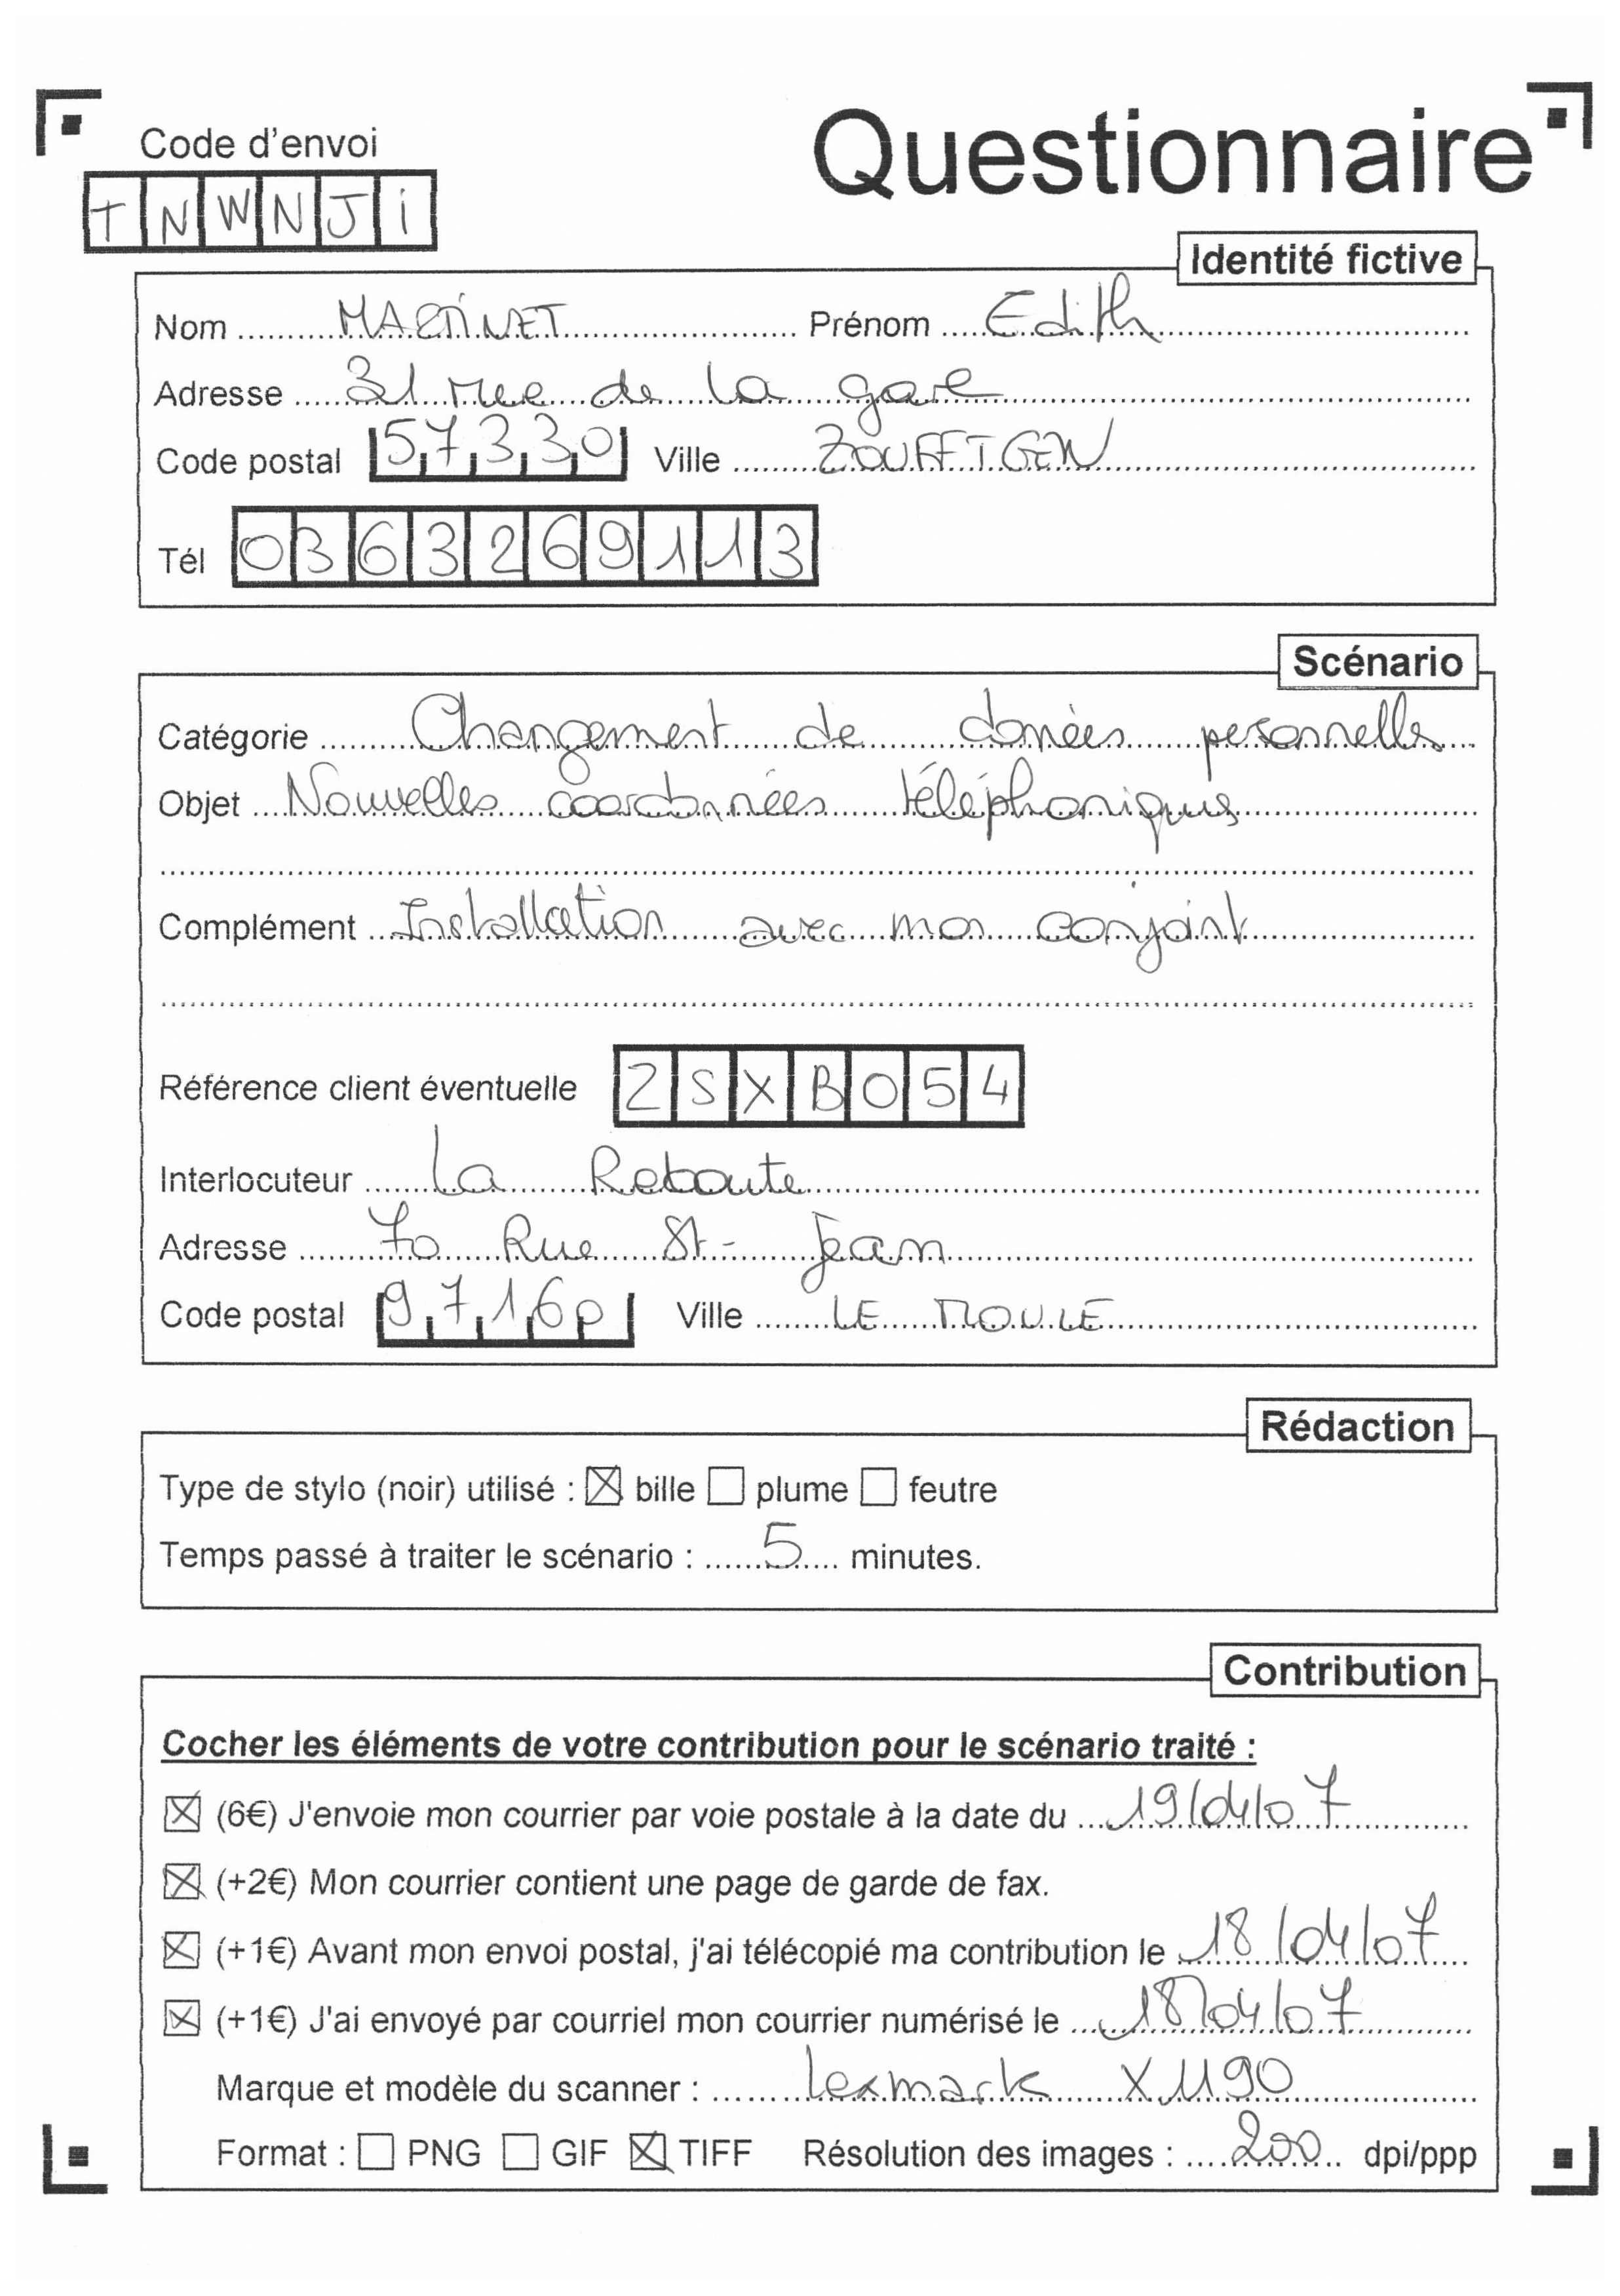 Questionnaire
Code d'envoi
TNWNJi
Identité fictive
Nom MARTINET Prénom Edith
Adresse 31 rue de la gare
Code postal 57330 Ville ZOUFFTGEN
Tél 0363269113
Scénario
Catégorie Changement de données personnelles
Objet Nouvelles coordonnées téléphoniques
Complément Installation avec mon conjoint
Référence client éventuelle 2SXB054
Interlocuteur La Reboute
Adresse 70 Rue St-Jean
Code postal 97160 Ville LE MOULE
Rédaction
Type de stylo (noir) utilisé : ☒ bille ☐ plume ☐ feutre
Temps passé à traiter le scénario : 5 minutes.
Contribution
Cocher les éléments de votre contribution pour le scénario traité :
☒ (6€) J'envoie mon courrier par voie postale à la date du 19/04/07
☒ (+2€) Mon courrier contient une page de garde de fax.
☒ (+1€) Avant mon envoi postal, j'ai télécopié ma contribution le 18/04/07
☒ (+1€) J'ai envoyé par courriel mon courrier numérisé le 18/04/07
Marque et modèle du scanner : Lexmark X1190
Format : ☐ PNG ☐ GIF ☒ TIFF Résolution des images : 200 dpi/ppp